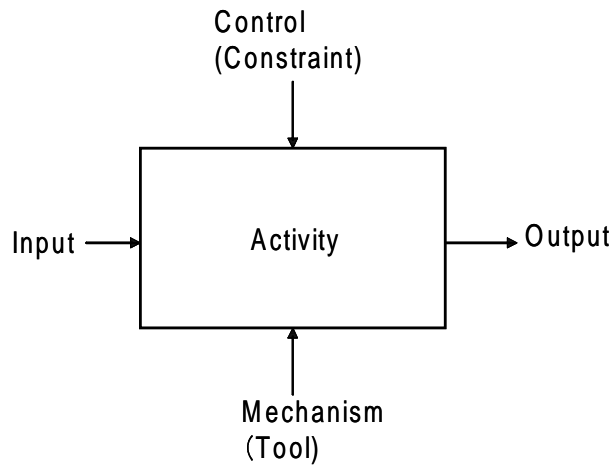 Control
(Constraint)
Input
Activity
Output
Mechanism
(Tool)